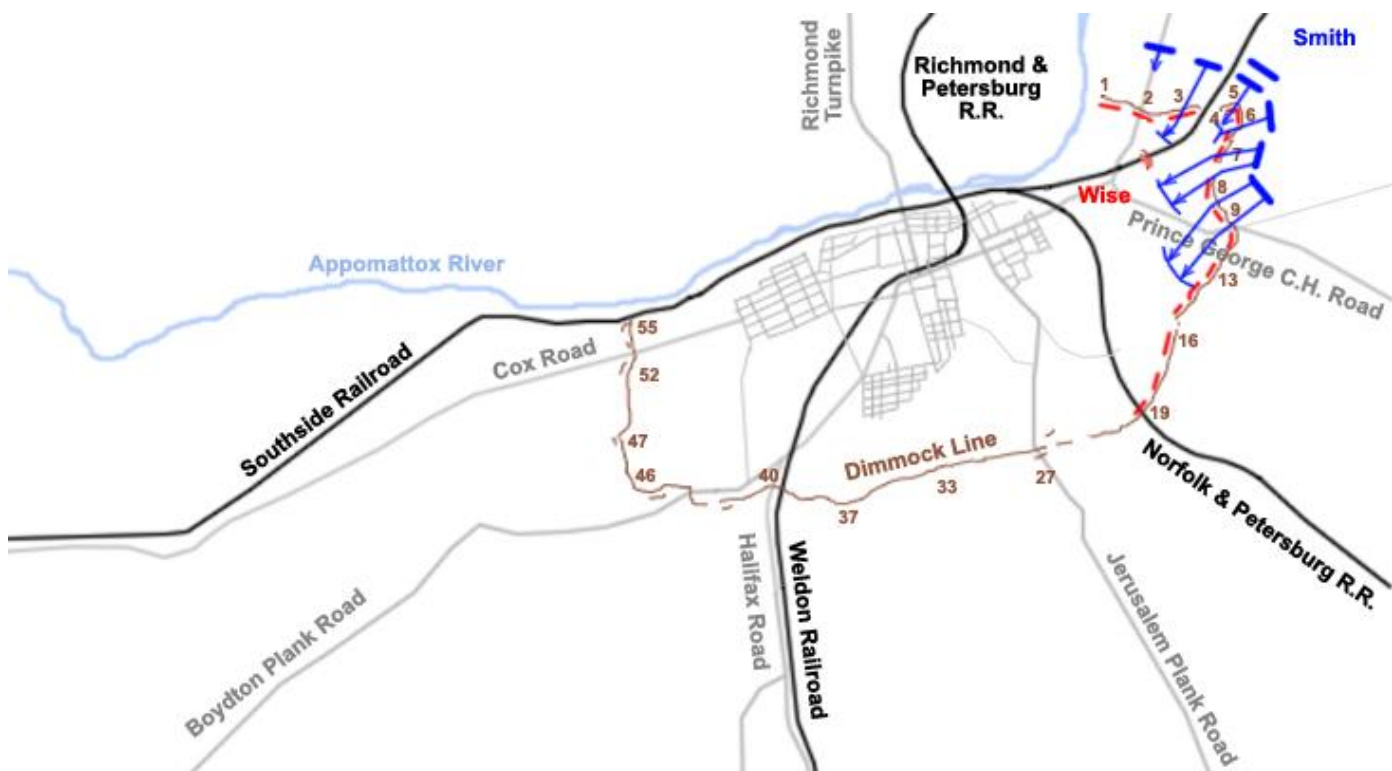 Smith
Richmond
Turnpike
Richmond &
Petersburg
R.R.
1
2
3
4
5
6
7
8
9
Wise
Prince George C.H. Road
13
Appomattox River
16
55
Cox Road
52
19
Southside Railroad
47
46
40
Dimmock Line
33
27
37
Norfolk & Petersburg R.R.
Halifax Road
Weldon Railroad
Jerusalem Plank Road
Boydton Plank Road